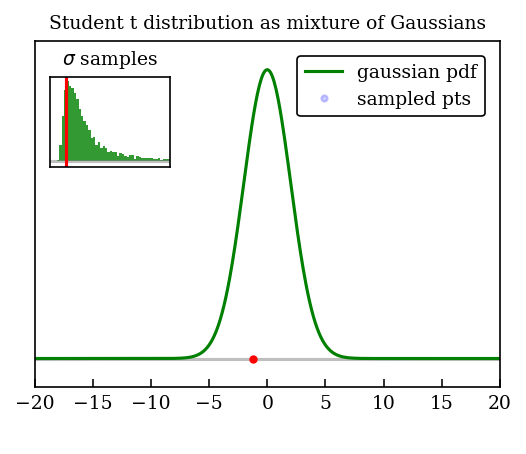 Student t distribution as mixture of Gaussians
σ samples
gaussian pdf
sampled pts
−20 −15 −10 −5 0 5 10 15 20